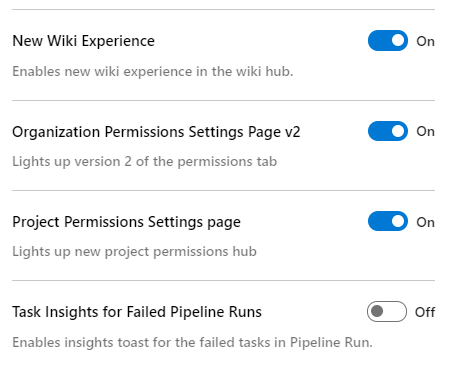 New Wiki Experience On
Enables new wiki experience in the wiki hub.
Organization Permissions Settings Page v2 On
Lights up version 2 of the permissions tab
Project Permissions Settings page On
Lights up new project permissions hub
Task Insights for Failed Pipeline Runs Off
Enables insights toast for the failed tasks in Pipeline Run.